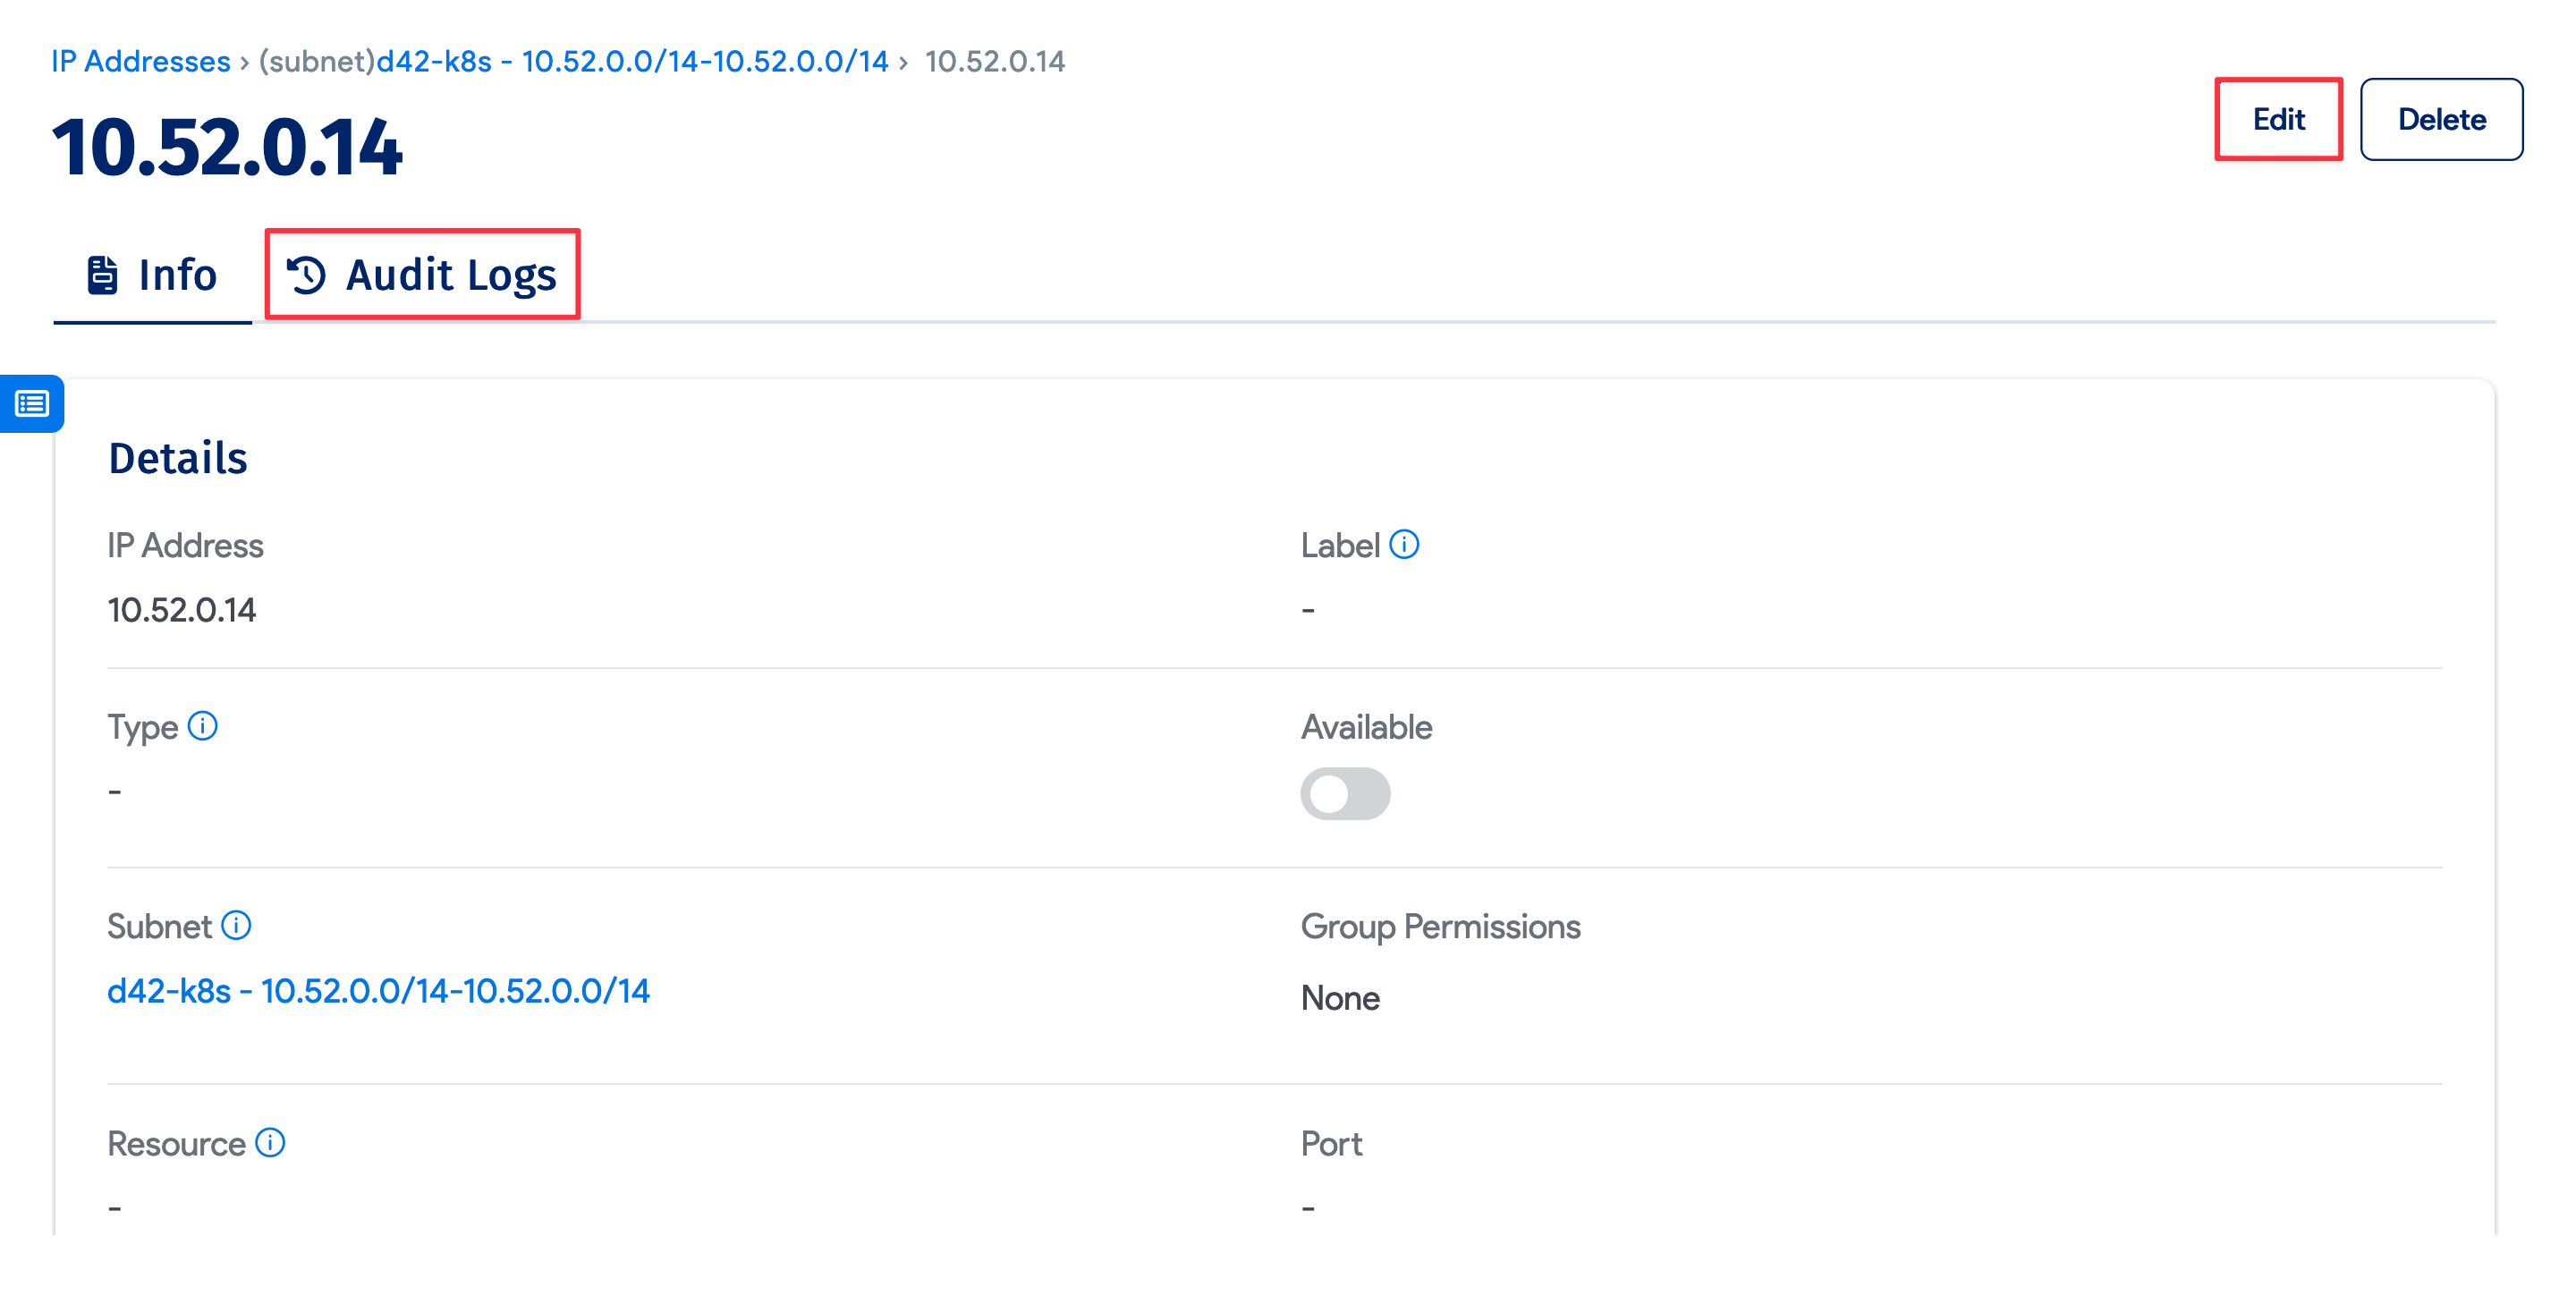 IP Addresses › (subnet)d42-k8s - 10.52.0.0/14-10.52.0.0/14 › 10.52.0.14
10.52.0.14
Edit
Delete
Info
Audit Logs
Details
IP Address
Label
10.52.0.14
-
Type
Available
-
Subnet
Group Permissions
d42-k8s - 10.52.0.0/14-10.52.0.0/14
None
Resource
Port
-
-